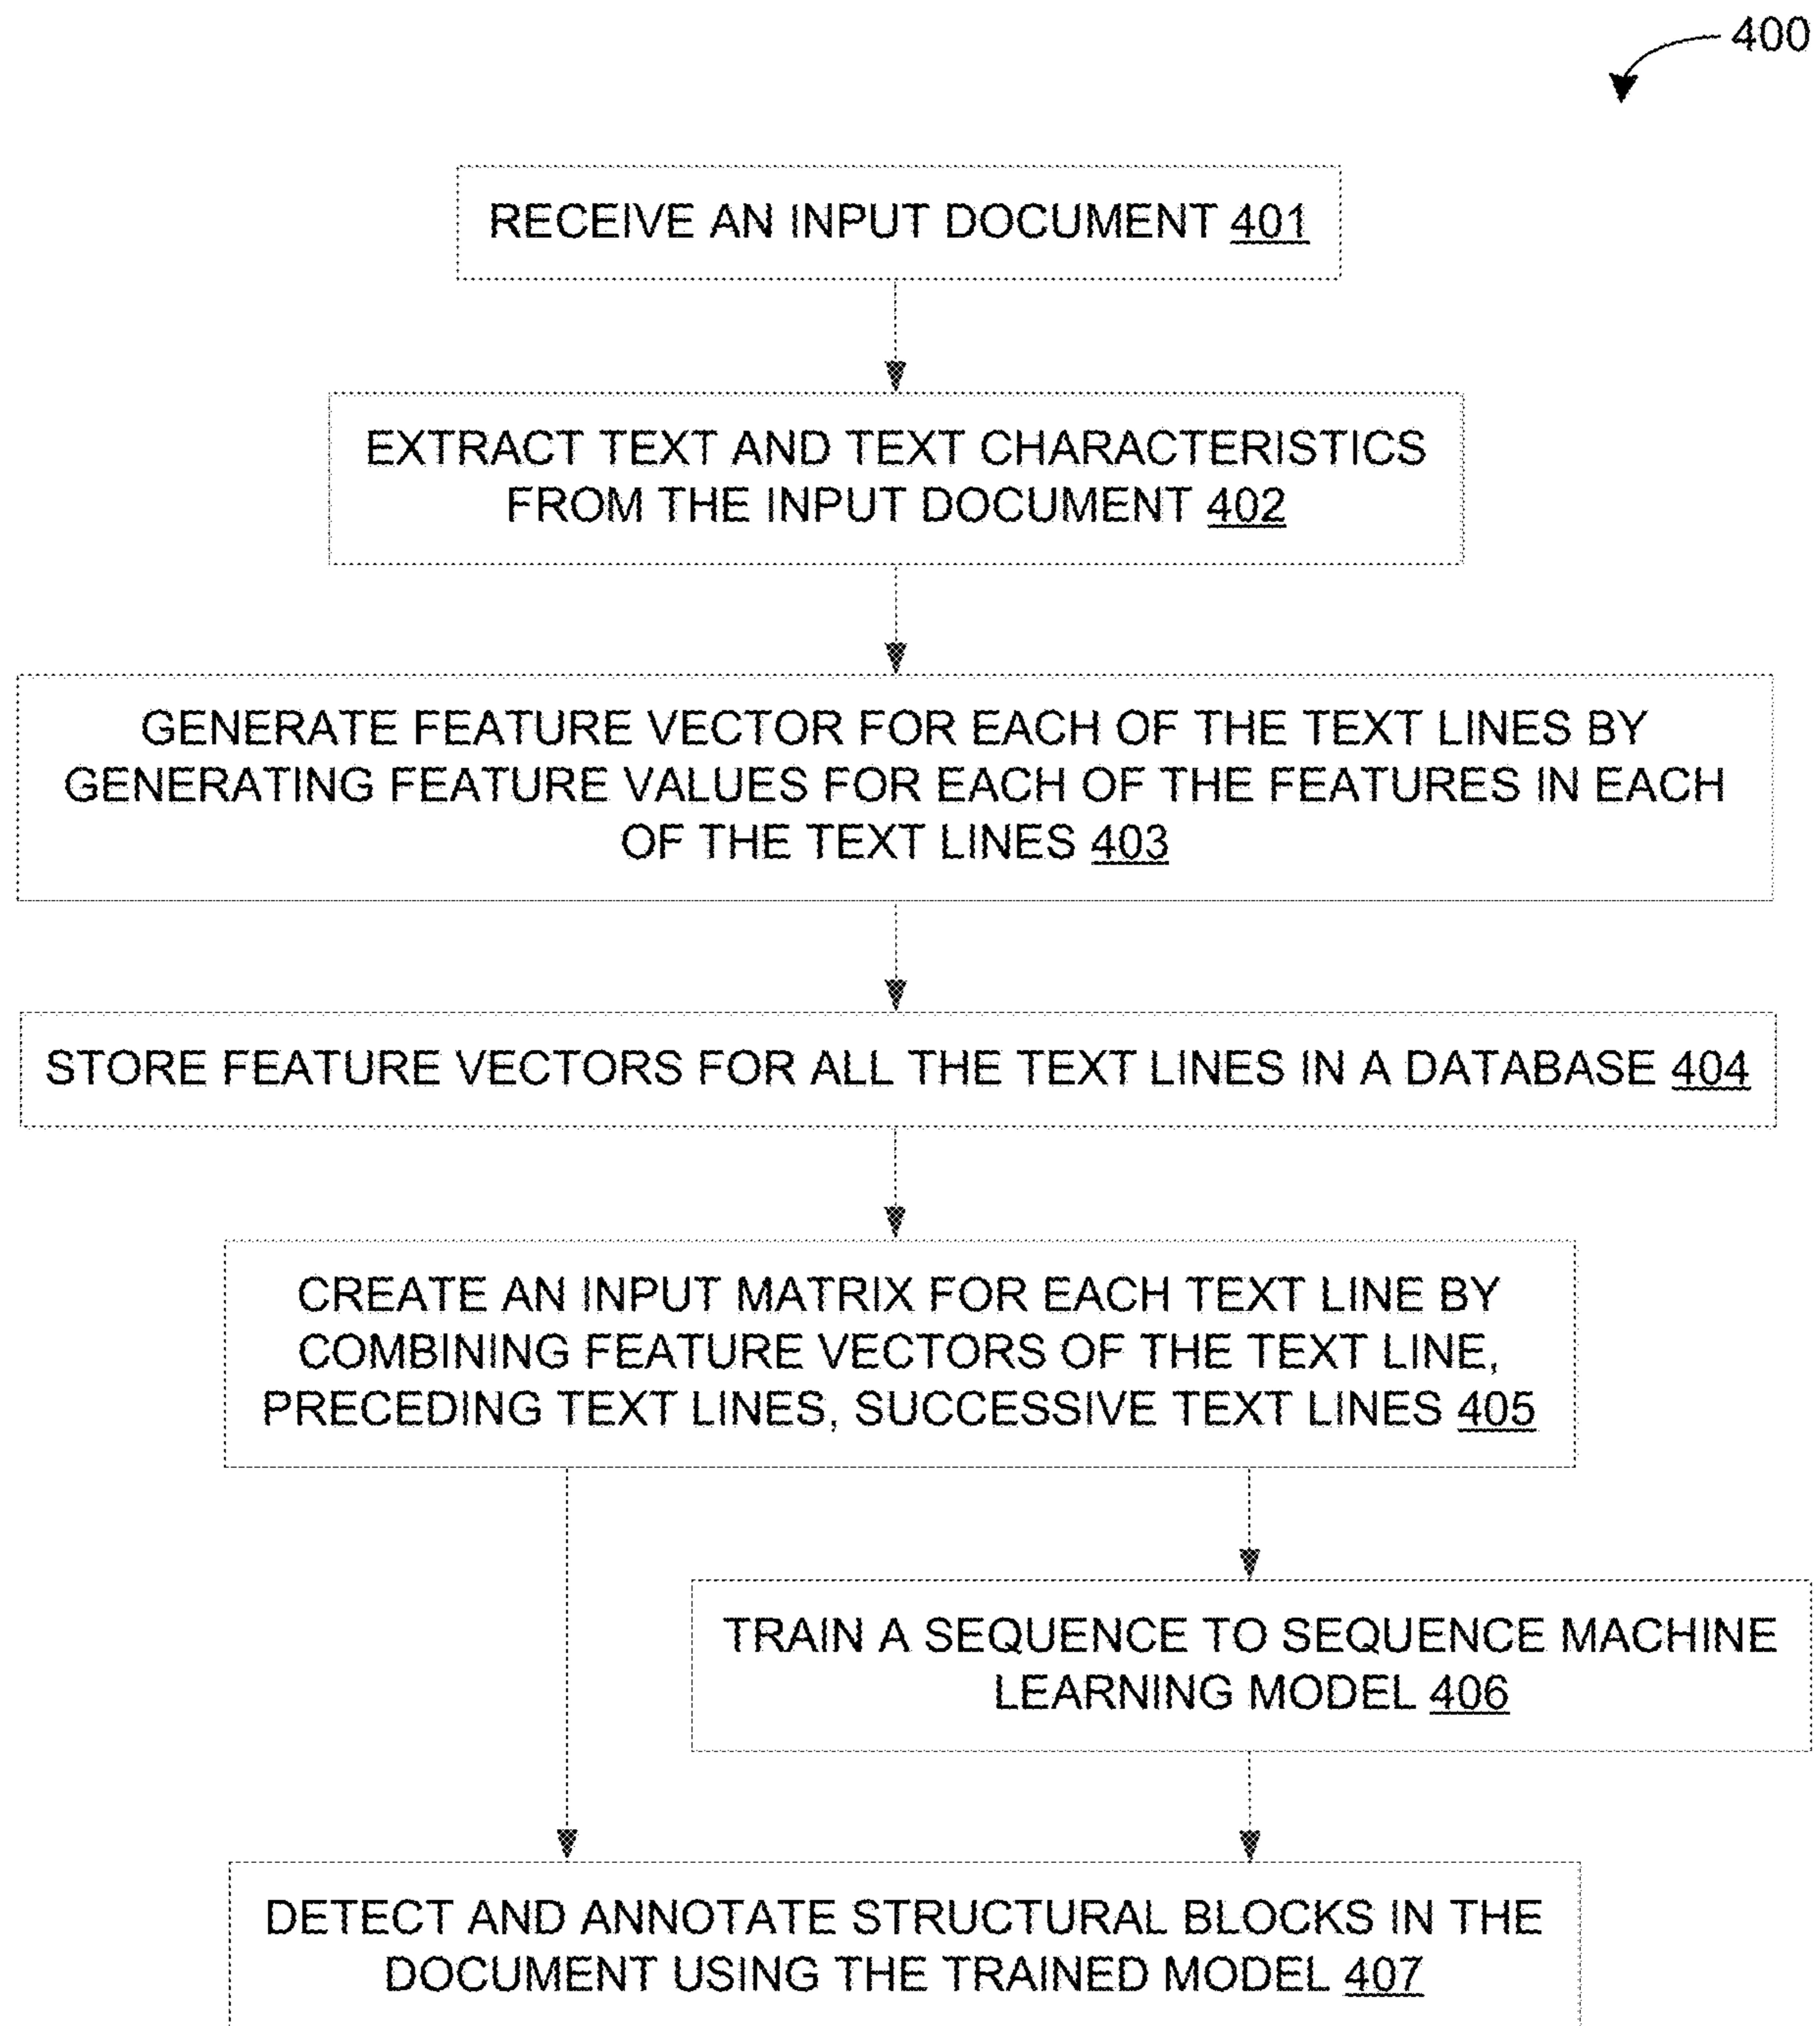 400
RECEIVE AN INPUT DOCUMENT 401
EXTRACT TEXT AND TEXT CHARACTERISTICS
FROM THE INPUT DOCUMENT 402
GENERATE FEATURE VECTOR FOR EACH OF THE TEXT LINES BY
GENERATING FEATURE VALUES FOR EACH OF THE FEATURES IN EACH
OF THE TEXT LINES 403
STORE FEATURE VECTORS FOR ALL THE TEXT LINES IN A DATABASE 404
CREATE AN INPUT MATRIX FOR EACH TEXT LINE BY
COMBINING FEATURE VECTORS OF THE TEXT LINE,
PRECEDING TEXT LINES, SUCCESSIVE TEXT LINES 405
TRAIN A SEQUENCE TO SEQUENCE MACHINE
LEARNING MODEL 406
DETECT AND ANNOTATE STRUCTURAL BLOCKS IN THE
DOCUMENT USING THE TRAINED MODEL 407